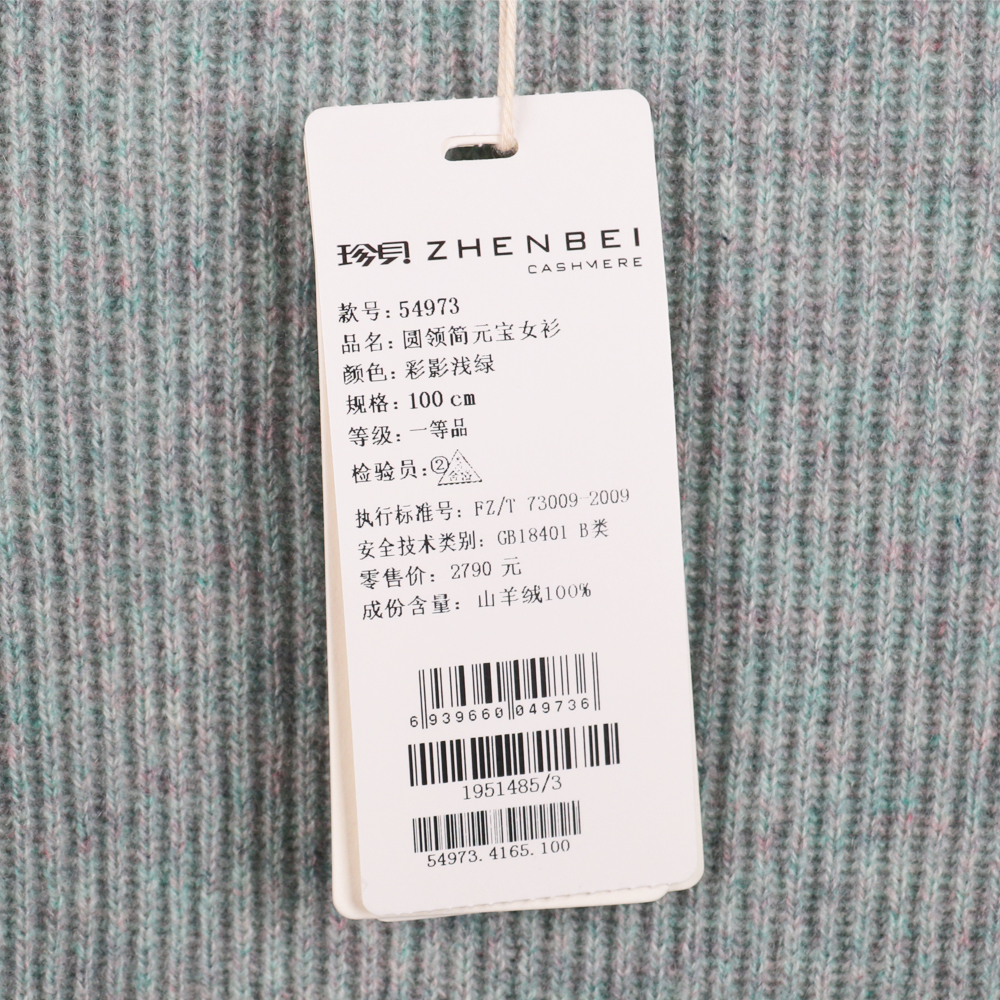 珍贝 ZHENBEI
CASHMERE
款号: 54973
品名: 圆领简元宝女衫
颜色: 彩影浅绿
规格: 100 cm
等级: 一等品
检验员: ②
执行标准号: FZ/T 73009-2009
安全技术类别: GB18401 B类
零售价: 2790 元
成份含量: 山羊绒100%
6 939660 049736
1951485/3
54973.4165.100